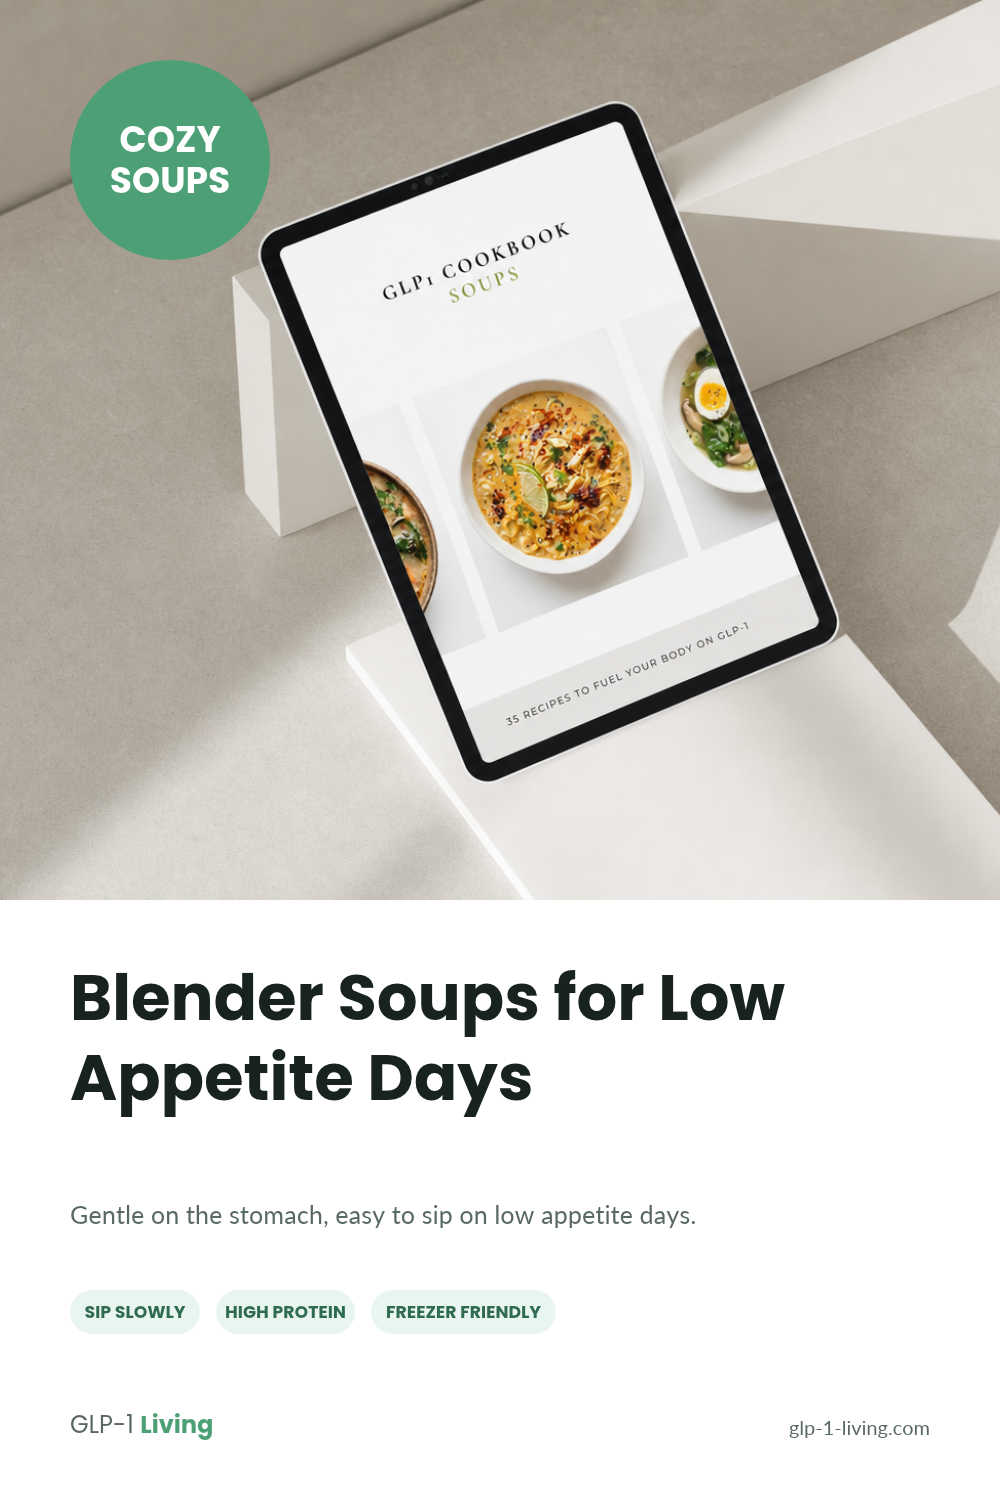 COZY
SOUPS
GLP1 COOKBOOK
SOUPS
35 RECIPES TO FUEL YOUR BODY ON GLP-1
Blender Soups for Low
Appetite Days
Gentle on the stomach, easy to sip on low appetite days.
SIP SLOWLY
HIGH PROTEIN
FREEZER FRIENDLY
GLP-1 Living
glp-1-living.com